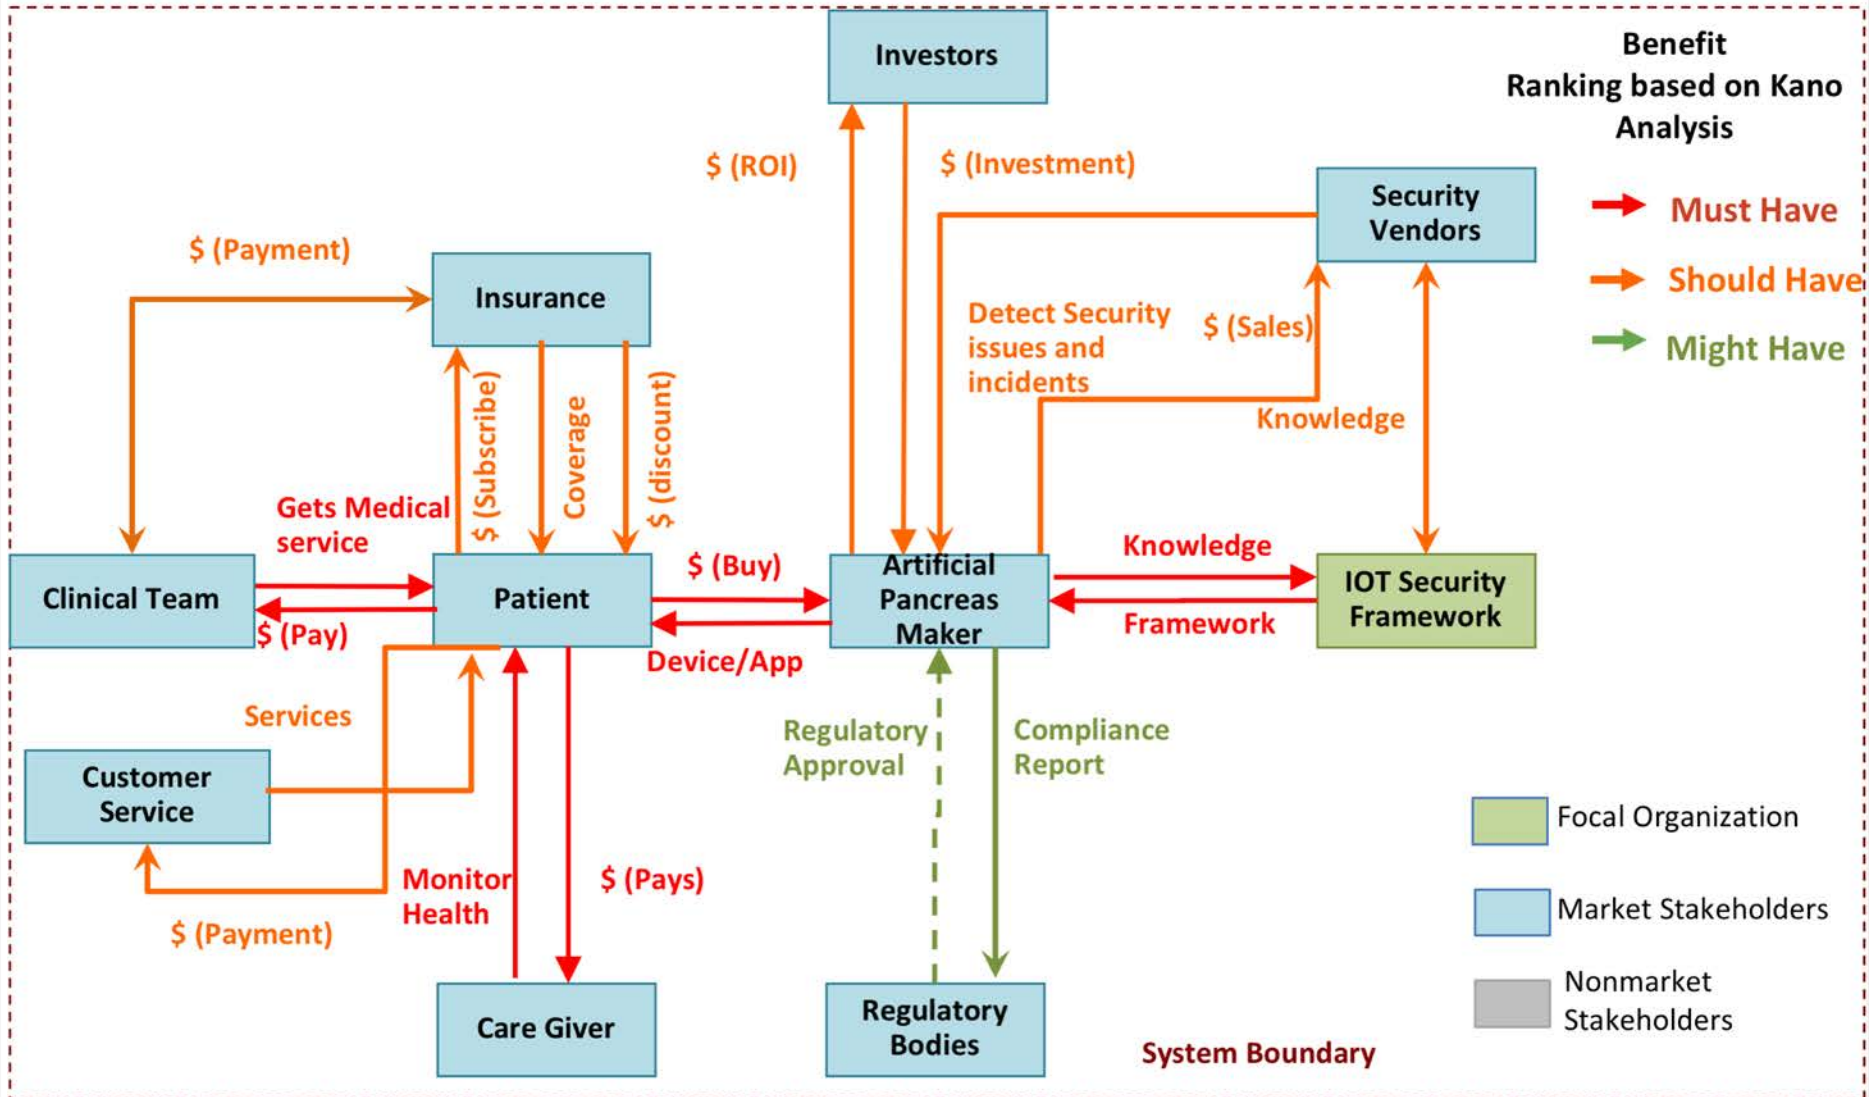 Investors
Benefit
Ranking based on Kano
Analysis
$ (ROI)
$ (Investment)
Security
Vendors
Must Have
Should Have
Might Have
$ (Payment)
Insurance
Detect Security
issues and
incidents
$ (Sales)
Knowledge
$ (Subscribe)
Coverage
$ (discount)
Gets Medical
service
Clinical Team
$ (Pay)
Patient
$ (Buy)
Device/App
Artificial
Pancreas
Maker
Knowledge
Framework
IOT Security
Framework
Services
Customer
Service
$ (Payment)
Monitor
Health
$ (Pays)
Care Giver
Regulatory
Approval
Compliance
Report
Regulatory
Bodies
System Boundary
Focal Organization
Market Stakeholders
Nonmarket
Stakeholders